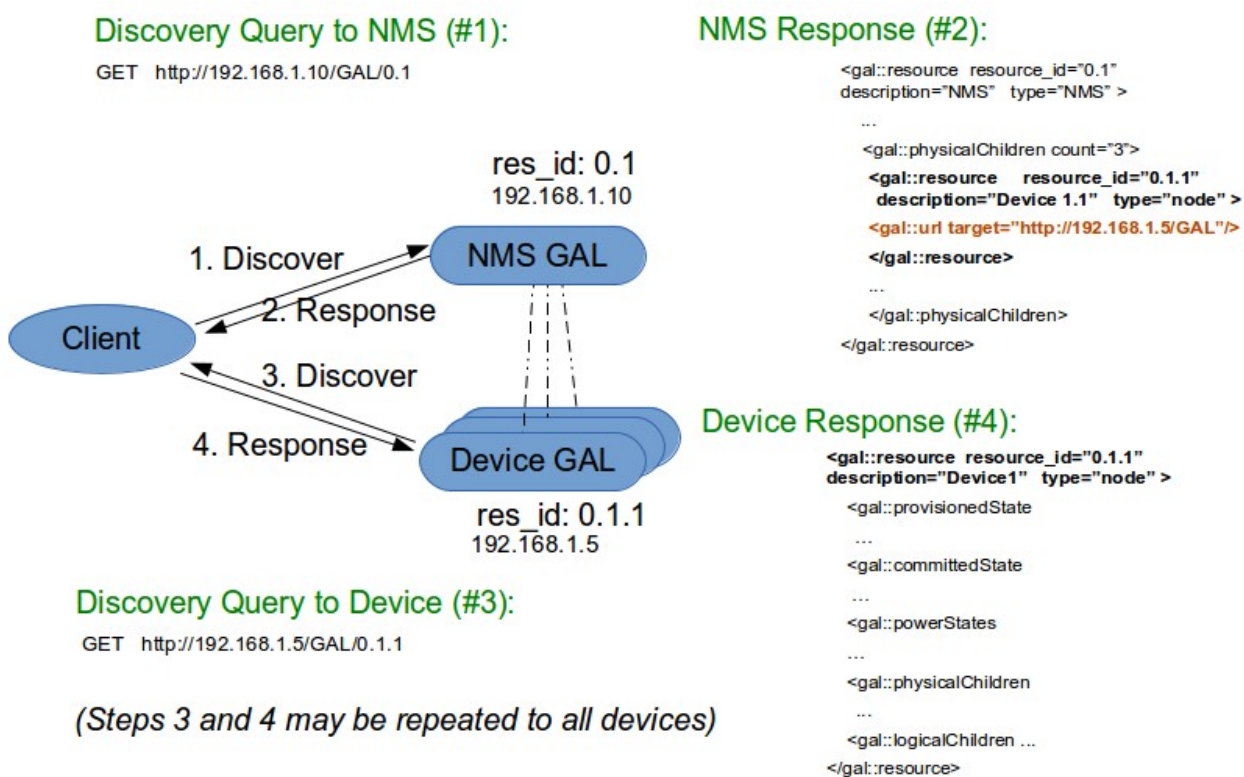 Discovery Query to NMS (#1):
GET http://192.168.1.10/GAL/0.1
NMS Response (#2):
<gal::resource resource_id="0.1"
description="NMS" type="NMS" >
...
<gal::physicalChildren count="3">
<gal::resource resource_id="0.1.1"
description="Device 1.1" type="node" >
<gal::url target="http://192.168.1.5/GAL"/>
</gal::resource>
...
</gal::physicalChildren>
</gal::resource>
res_id: 0.1
192.168.1.10
NMS GAL
1. Discover
2. Response
Client
3. Discover
4. Response
Device GAL
res_id: 0.1.1
192.168.1.5
Device Response (#4):
<gal::resource resource_id="0.1.1"
description="Device1" type="node" >
<gal::provisionedState
...
<gal::committedState
...
<gal::powerStates
...
<gal::physicalChildren
...
<gal::logicalChildren ...
</gal::resource>
Discovery Query to Device (#3):
GET http://192.168.1.5/GAL/0.1.1
(Steps 3 and 4 may be repeated to all devices)